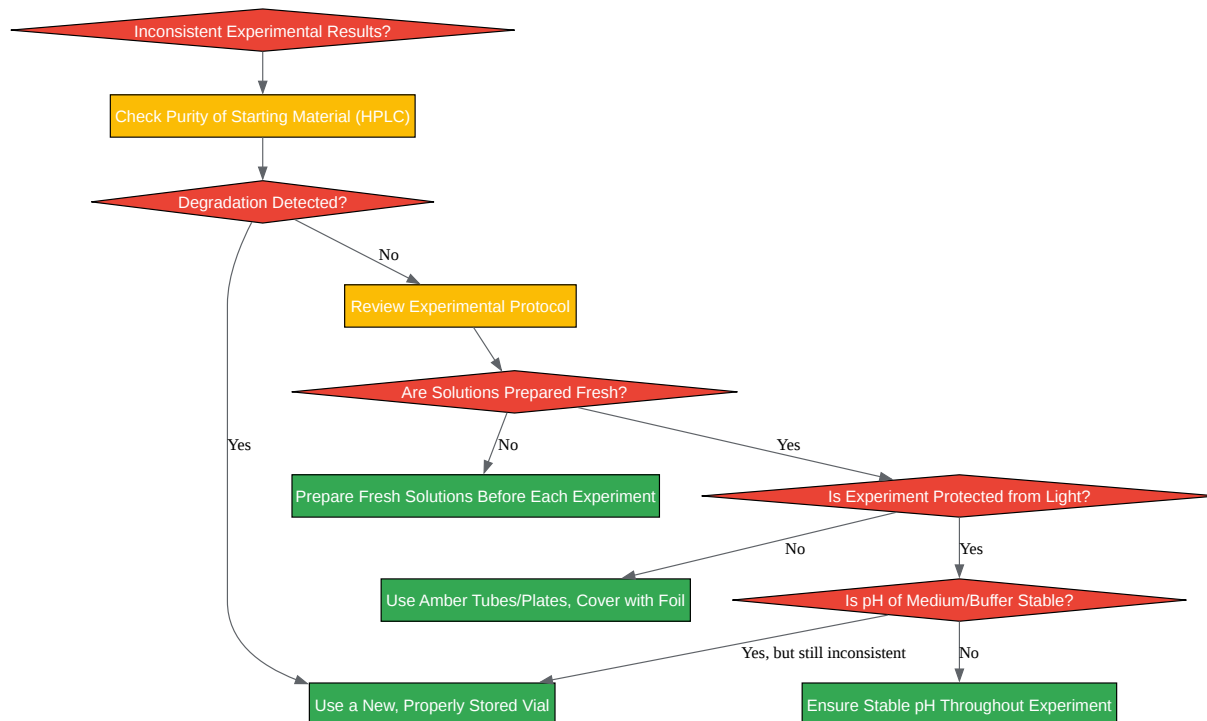 Inconsistent Experimental Results?
Check Purity of Starting Material (HPLC)
Degradation Detected?
No
Review Experimental Protocol
Are Solutions Prepared Fresh?
Yes
No
Yes
Prepare Fresh Solutions Before Each Experiment
Is Experiment Protected from Light?
No
Yes
Use Amber Tubes/Plates, Cover with Foil
Is pH of Medium/Buffer Stable?
Yes, but still inconsistent
No
Use a New, Properly Stored Vial
Ensure Stable pH Throughout Experiment